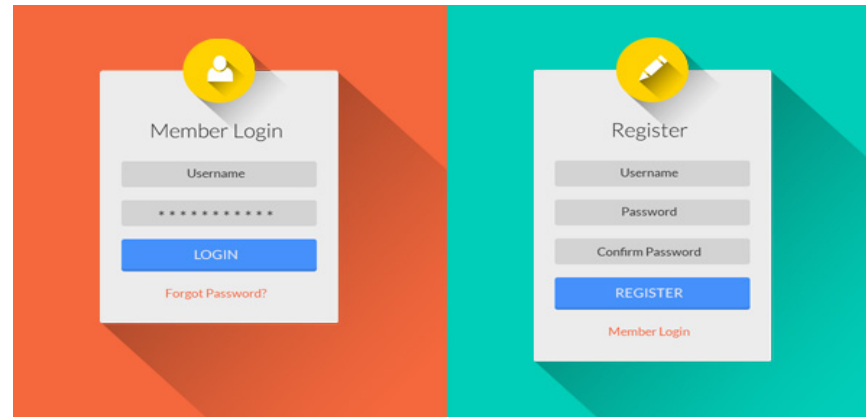 Member Login
Username
* * * * * * * * * * *
LOGIN
Forgot Password?
Register
Username
Password
Confirm Password
REGISTER
Member Login